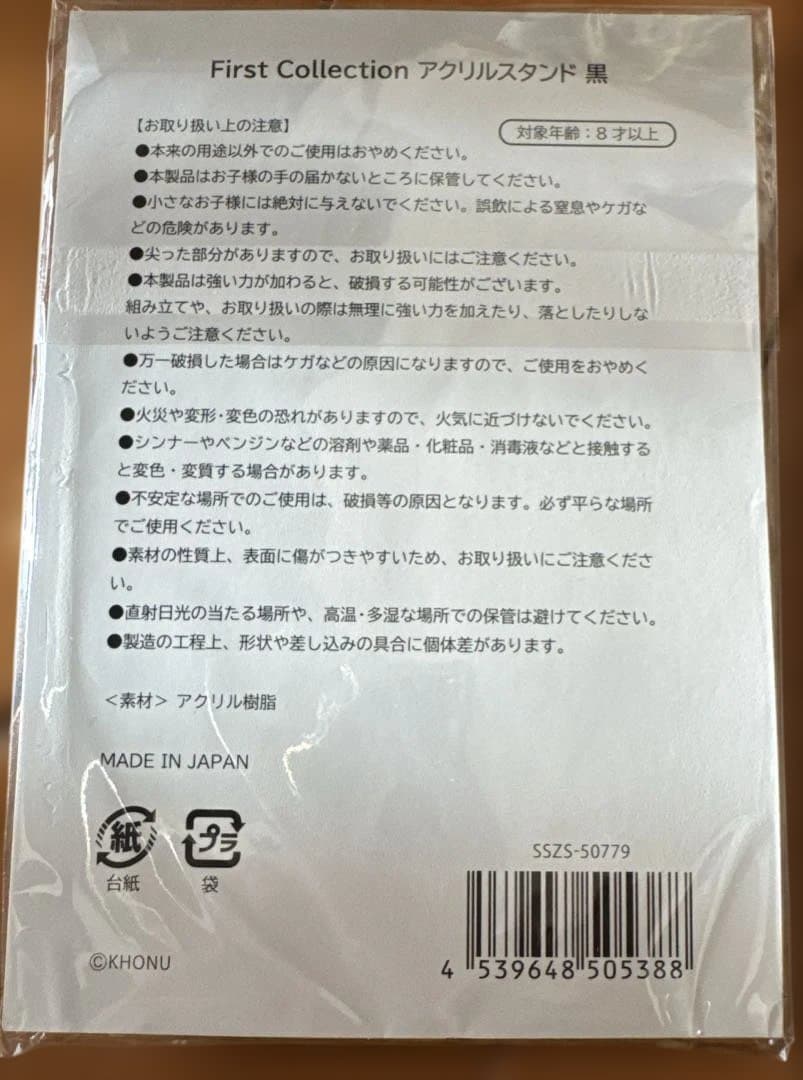 First Collection アクリルスタンド 黒
【お取り扱い上の注意】
対象年齢：8才以上
●本来の用途以外でのご使用はおやめください。
●本製品はお子様の手の届かないところに保管してください。
●小さなお子様には絶対に与えないでください。誤飲による窒息やケガな
どの危険があります。
●尖った部分がありますので、お取り扱いにはご注意ください。
●本製品は強い力が加わると、破損する可能性がございます。
組み立てや、お取り扱いの際は無理に強い力を加えたり、落としたりしな
いようご注意ください。
●万一破損した場合はケガなどの原因になりますので、ご使用をおやめく
ださい。
●火災や変形・変色の恐れがありますので、火気に近づけないでください。
●シンナーやベンジンなどの溶剤や薬品・化粧品・消毒液などと接触する
と変色・変質する場合があります。
●不安定な場所でのご使用は、破損等の原因となります。必ず平らな場所
でご使用ください。
●素材の性質上、表面に傷がつきやすいため、お取り扱いにご注意くださ
い。
●直射日光の当たる場所や、高温・多湿な場所での保管は避けてください。
●製造の工程上、形状や差し込みの具合に個体差があります。
＜素材＞ アクリル樹脂
MADE IN JAPAN
紙 プラ
台紙 袋
SSZS-50779
4 539648 505388
©KHONU